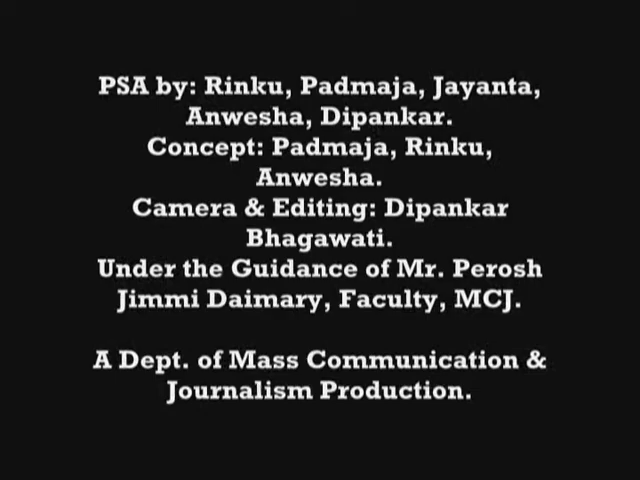 PSA by: Rinku, Padmaja, Jayanta,
Anwesha, Dipankar.
Concept: Padmaja, Rinku,
Anwesha.
Camera & Editing: Dipankar
Bhagawati.
Under the Guidance of Mr. Perosh
Jimmi Daimary, Faculty, MCJ.
A Dept. of Mass Communication &
Journalism Production.